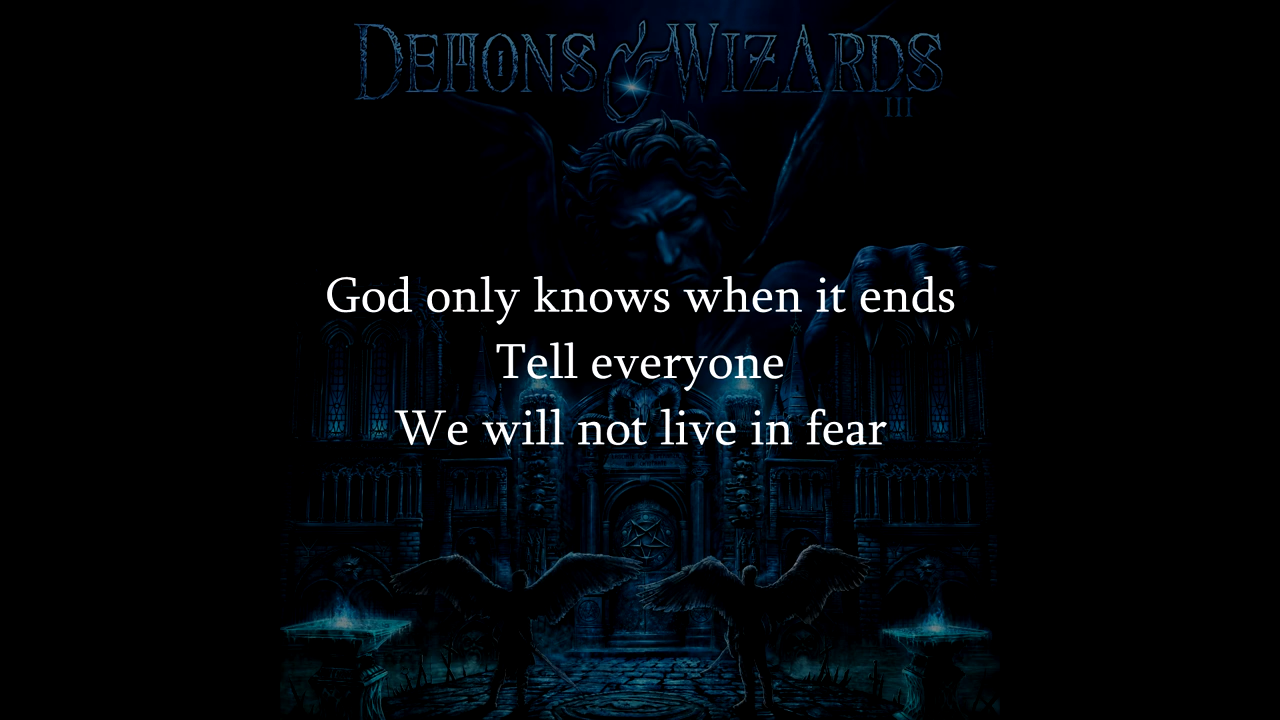 DEMONS & WIZARDS
III
God only knows when it ends
Tell everyone
We will not live in fear